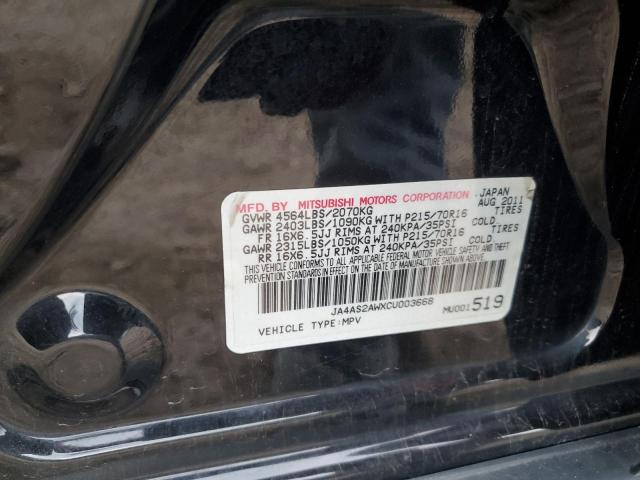 MFD. BY MITSUBISHI MOTORS CORPORATION JAPAN
GVWR 4564LBS/2070KG AUG 2011
GAWR 2403LBS/1090KG WITH P215/70R16 TIRES
FR 16X6.5JJ RIMS AT 240KPA/35PSI COLD
GAWR 2315LBS/1050KG WITH P215/70R16 TIRES
RR 16X6.5JJ RIMS AT 240KPA/35PSI COLD
THIS VEHICLE CONFORMS TO ALL APPLICABLE FEDERAL MOTOR VEHICLE SAFETY AND THEFT
PREVENTION STANDARDS IN EFFECT ON THE DATE OF MANUFACTURE SHOWN ABOVE.
JA4AS2AWXCU003668
VEHICLE TYPE:MPV MU001519